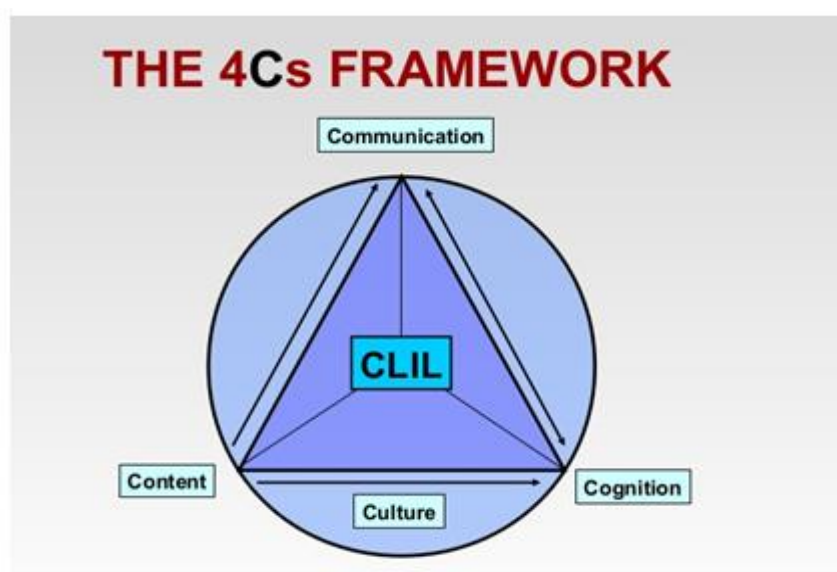 THE 4Cs FRAMEWORK
Communication
CLIL
Content
Culture
Cognition